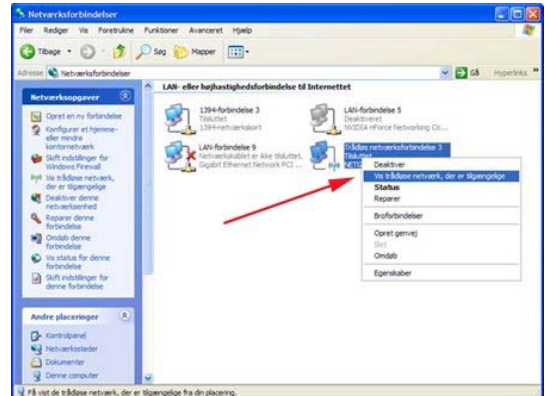 Netværksforbindelser
Filer Rediger Vis Foretrukne Funktioner Avanceret Hjælp
Tilbage Søg Mapper
Adresse Netværksforbindelser Gå Hyperlinks »
Netværksopgaver
Opret en ny forbindelse
Konfigurer et hjemme-
eller mindre
kontornetværk
Skift indstillinger for
Windows Firewall
Vis trådløse netværk,
der er tilgængelige
Deaktiver denne
netværksenhed
Reparer denne
forbindelse
Omdøb denne
forbindelse
Vis status for denne
forbindelse
Skift indstillinger for
denne forbindelse
Andre placeringer
Kontrolpanel
Netværkssteder
Dokumenter
Denne computer
LAN- eller højhastighedsforbindelse til Internettet
1394-forbindelse 3
Tilsluttet
1394-netværkskort
LAN-forbindelse 5
Deaktiveret
NVIDIA nForce Networking Co...
LAN-forbindelse 9
Netværkskablet er ikke tilsluttet.
Gigabit Ethernet Network PCI ...
Trådløs netværksforbindelse 3
Tilsluttet
Deaktiver
Vis trådløse netværk, der er tilgængelige
Status
Reparer
Broforbindelser
Opret genvej
Slet
Omdøb
Egenskaber
Få vist de trådløse netværk, der er tilgængelige fra din placering.